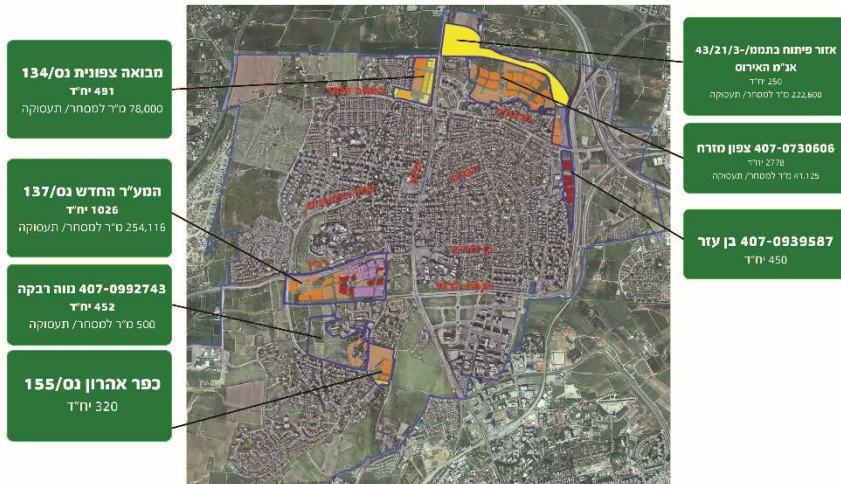 מבואה צפונית נס/134
491 יח"ד
78,000 מ"ר למסחר/ תעסוקה
המע"ר החדש נס/137
1026 יח"ד
254,116 מ"ר למסחר/ תעסוקה
407-0992743 נווה רבקה
452 יח"ד
500 מ"ר למסחר/ תעסוקה
כפר אהרון נס/155
320 יח"ד
אזור פיתוח בתממ/43/21/3-
אנ"מ האירוס
250 יח"ד
222,600 מ"ר למסחר/ תעסוקה
407-0730606 צפון מזרח
2778 יח"ד
41,125 מ"ר למסחר/ תעסוקה
407-0939587 בן עזר
450 יח"ד